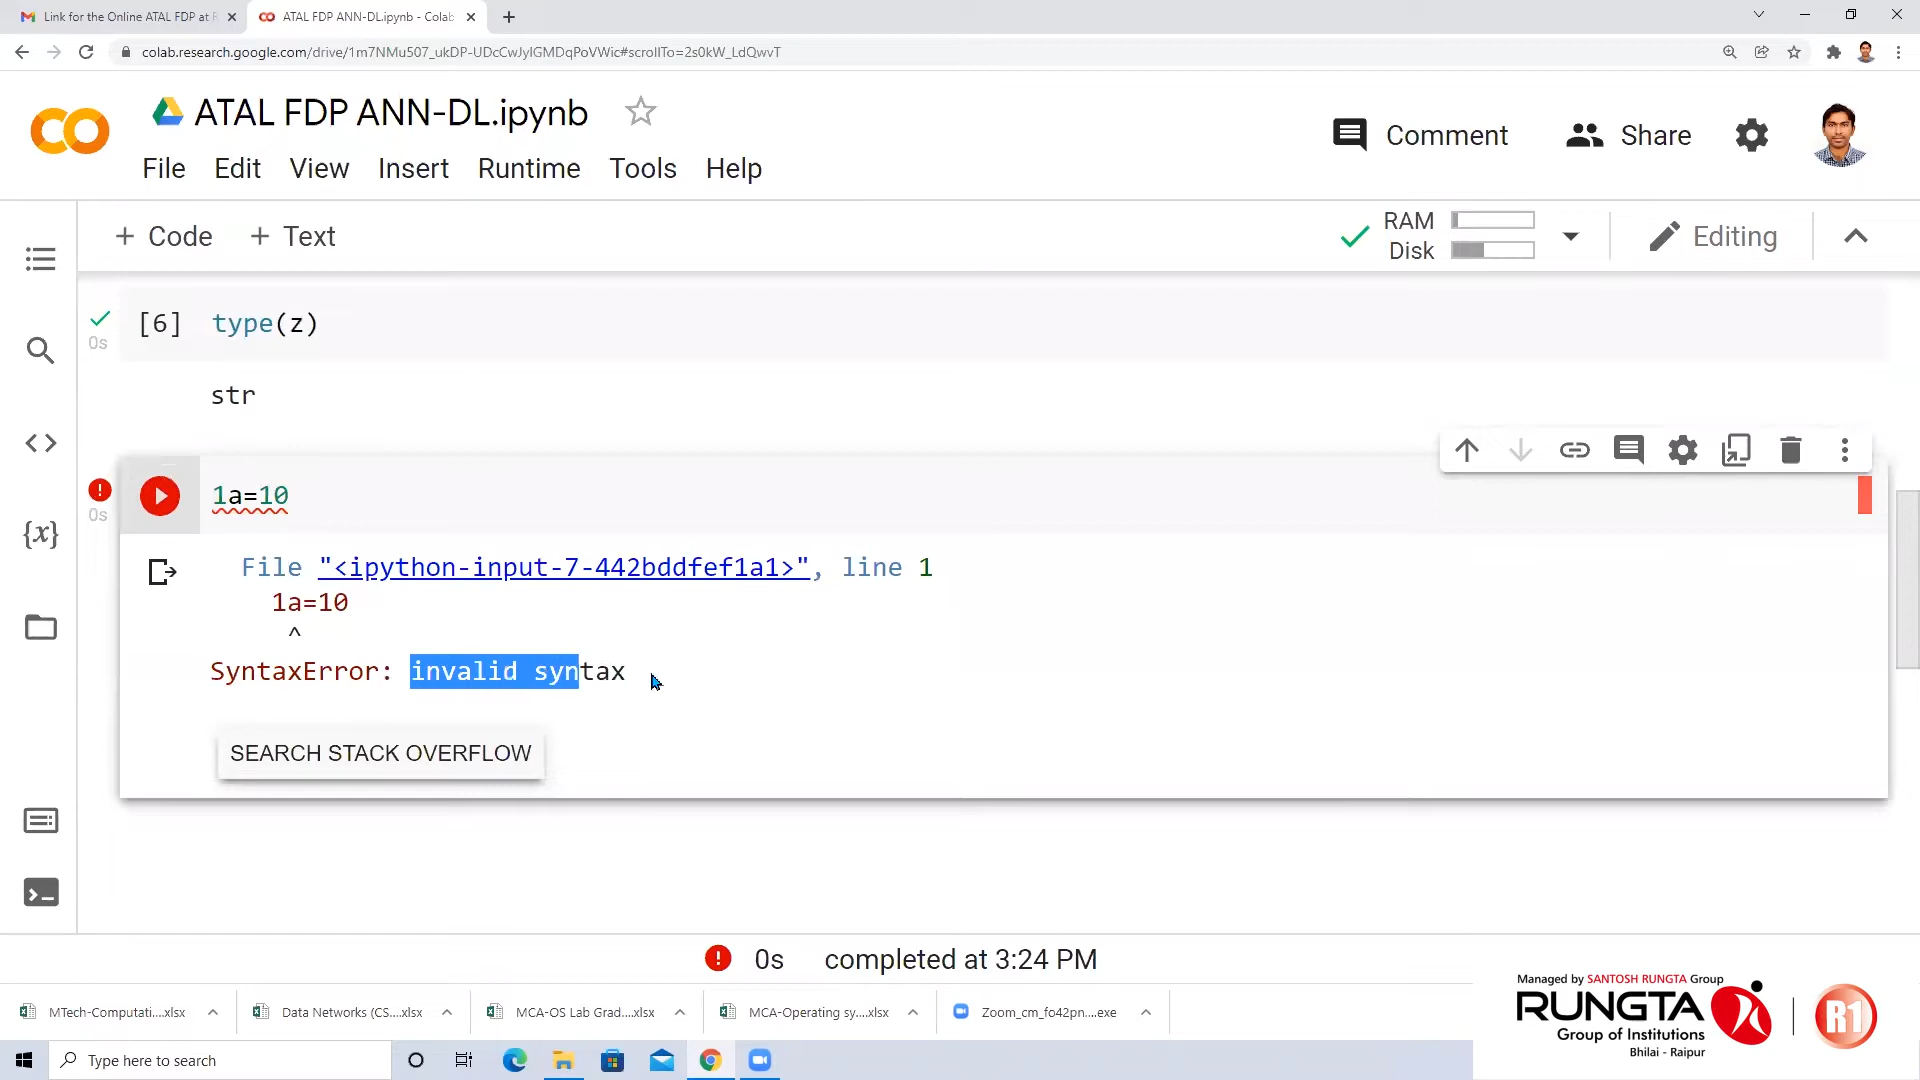 Link for the Online ATAL FDP at R
ATAL FDP ANN-DL.ipynb - Colab
colab.research.google.com/drive/1m7NMu507_ukDP-UDcCwJyIGMDqPoVWic#scrollTo=2s0kW_LdQwvT
ATAL FDP ANN-DL.ipynb
Comment
Share
File Edit View Insert Runtime Tools Help
+ Code + Text
RAM
Disk
Editing
[6] type(z)
0s
str
1a=10
0s
File "<ipython-input-7-442bddfef1a1>", line 1
1a=10
^
SyntaxError: invalid syntax
SEARCH STACK OVERFLOW
0s completed at 3:24 PM
MTech-Computati....xlsx
Data Networks (CS....xlsx
MCA-OS Lab Grad....xlsx
MCA-Operating sy....xlsx
Zoom_cm_fo42pn....exe
Managed by SANTOSH RUNGTA Group
RUNGTA
Group of Institutions
Bhilai - Raipur
R1
Type here to search